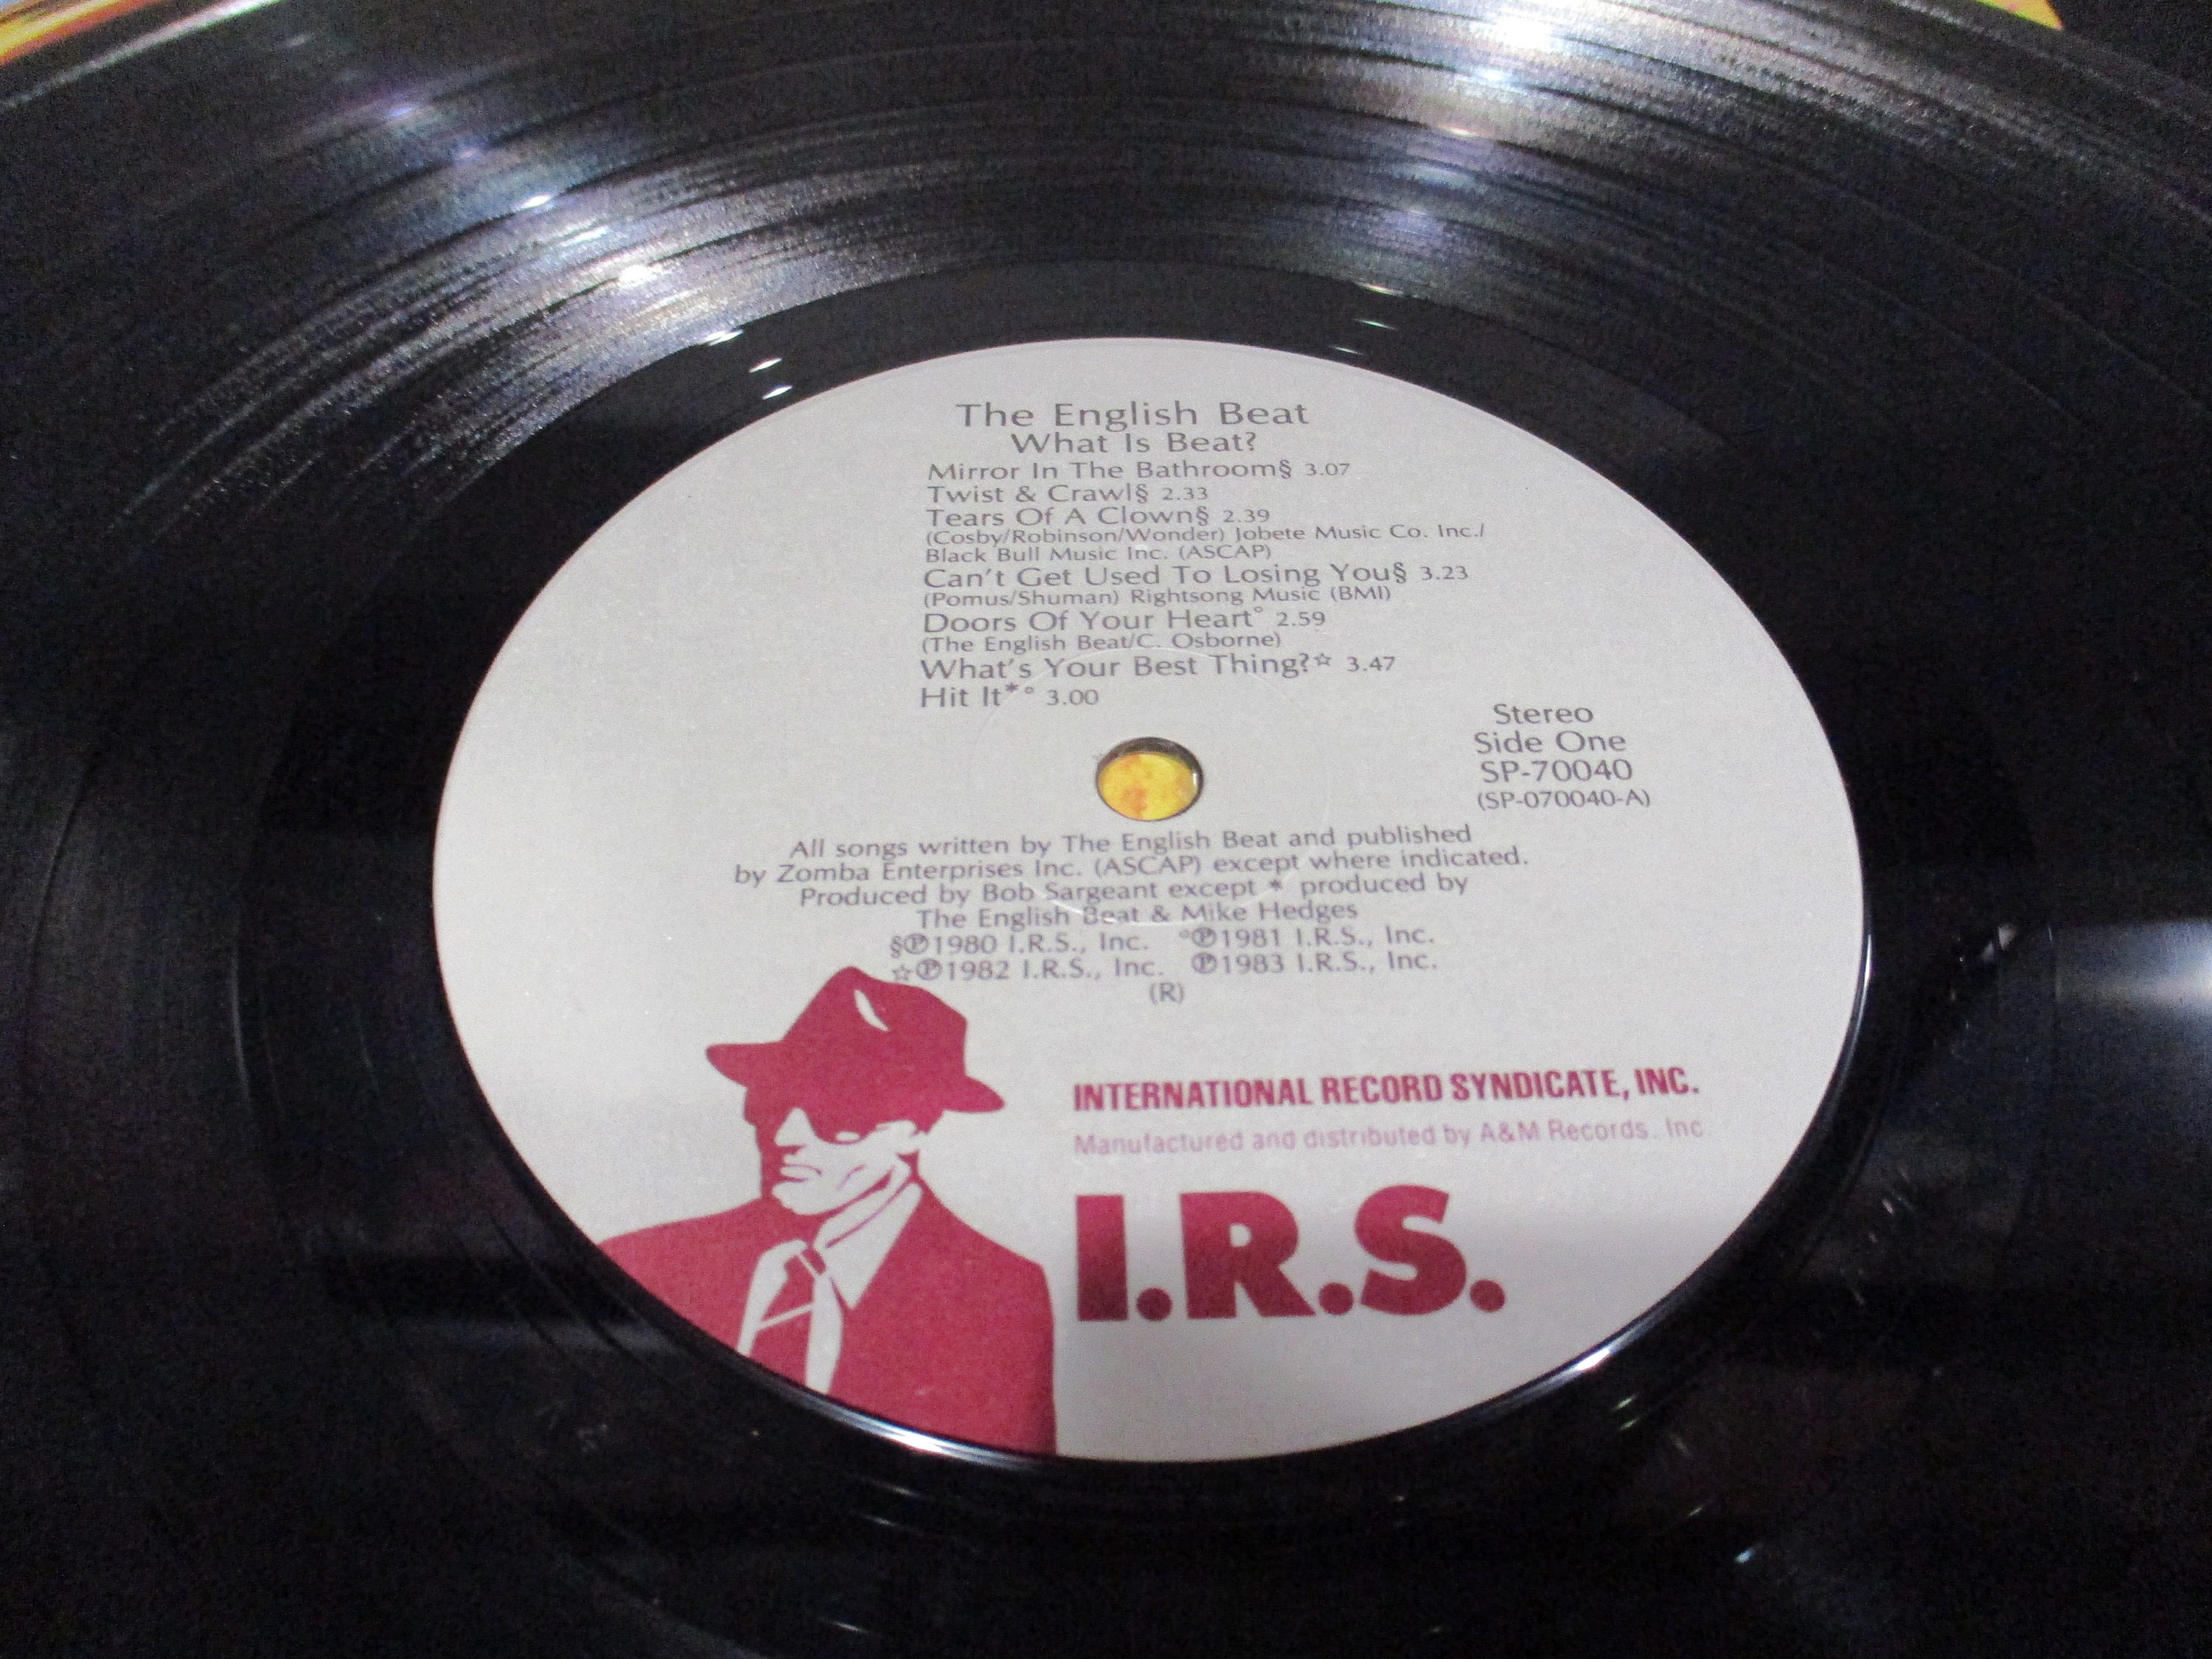 The English Beat
What Is Beat?
Mirror In The Bathroom§ 3.07
Twist & Crawl§ 2.33
Tears Of A Clown§ 2.39
(Cosby/Robinson/Wonder) Jobete Music Co. Inc./
Black Bull Music Inc. (ASCAP)
Can't Get Used To Losing You§ 3.23
(Pomus/Shuman) Rightsong Music (BMI)
Doors Of Your Heart° 2.59
(The English Beat/C. Osborne)
What's Your Best Thing?☆ 3.47
Hit It*° 3.00
Stereo
Side One
SP-70040
(SP-070040-A)
All songs written by The English Beat and published
by Zomba Enterprises Inc. (ASCAP) except where indicated.
Produced by Bob Sargeant except * produced by
The English Beat & Mike Hedges
§℗1980 I.R.S., Inc. °℗1981 I.R.S., Inc.
☆℗1982 I.R.S., Inc. ℗1983 I.R.S., Inc.
(R)
INTERNATIONAL RECORD SYNDICATE, INC.
Manufactured and distributed by A&M Records. Inc
I.R.S.